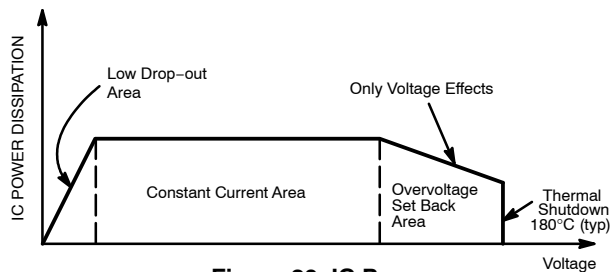 IC POWER DISSIPATION
Low Drop-out
Area
Only Voltage Effects
Constant Current Area
Overvoltage
Set Back
Area
Thermal
Shutdown
180°C (typ)
Voltage